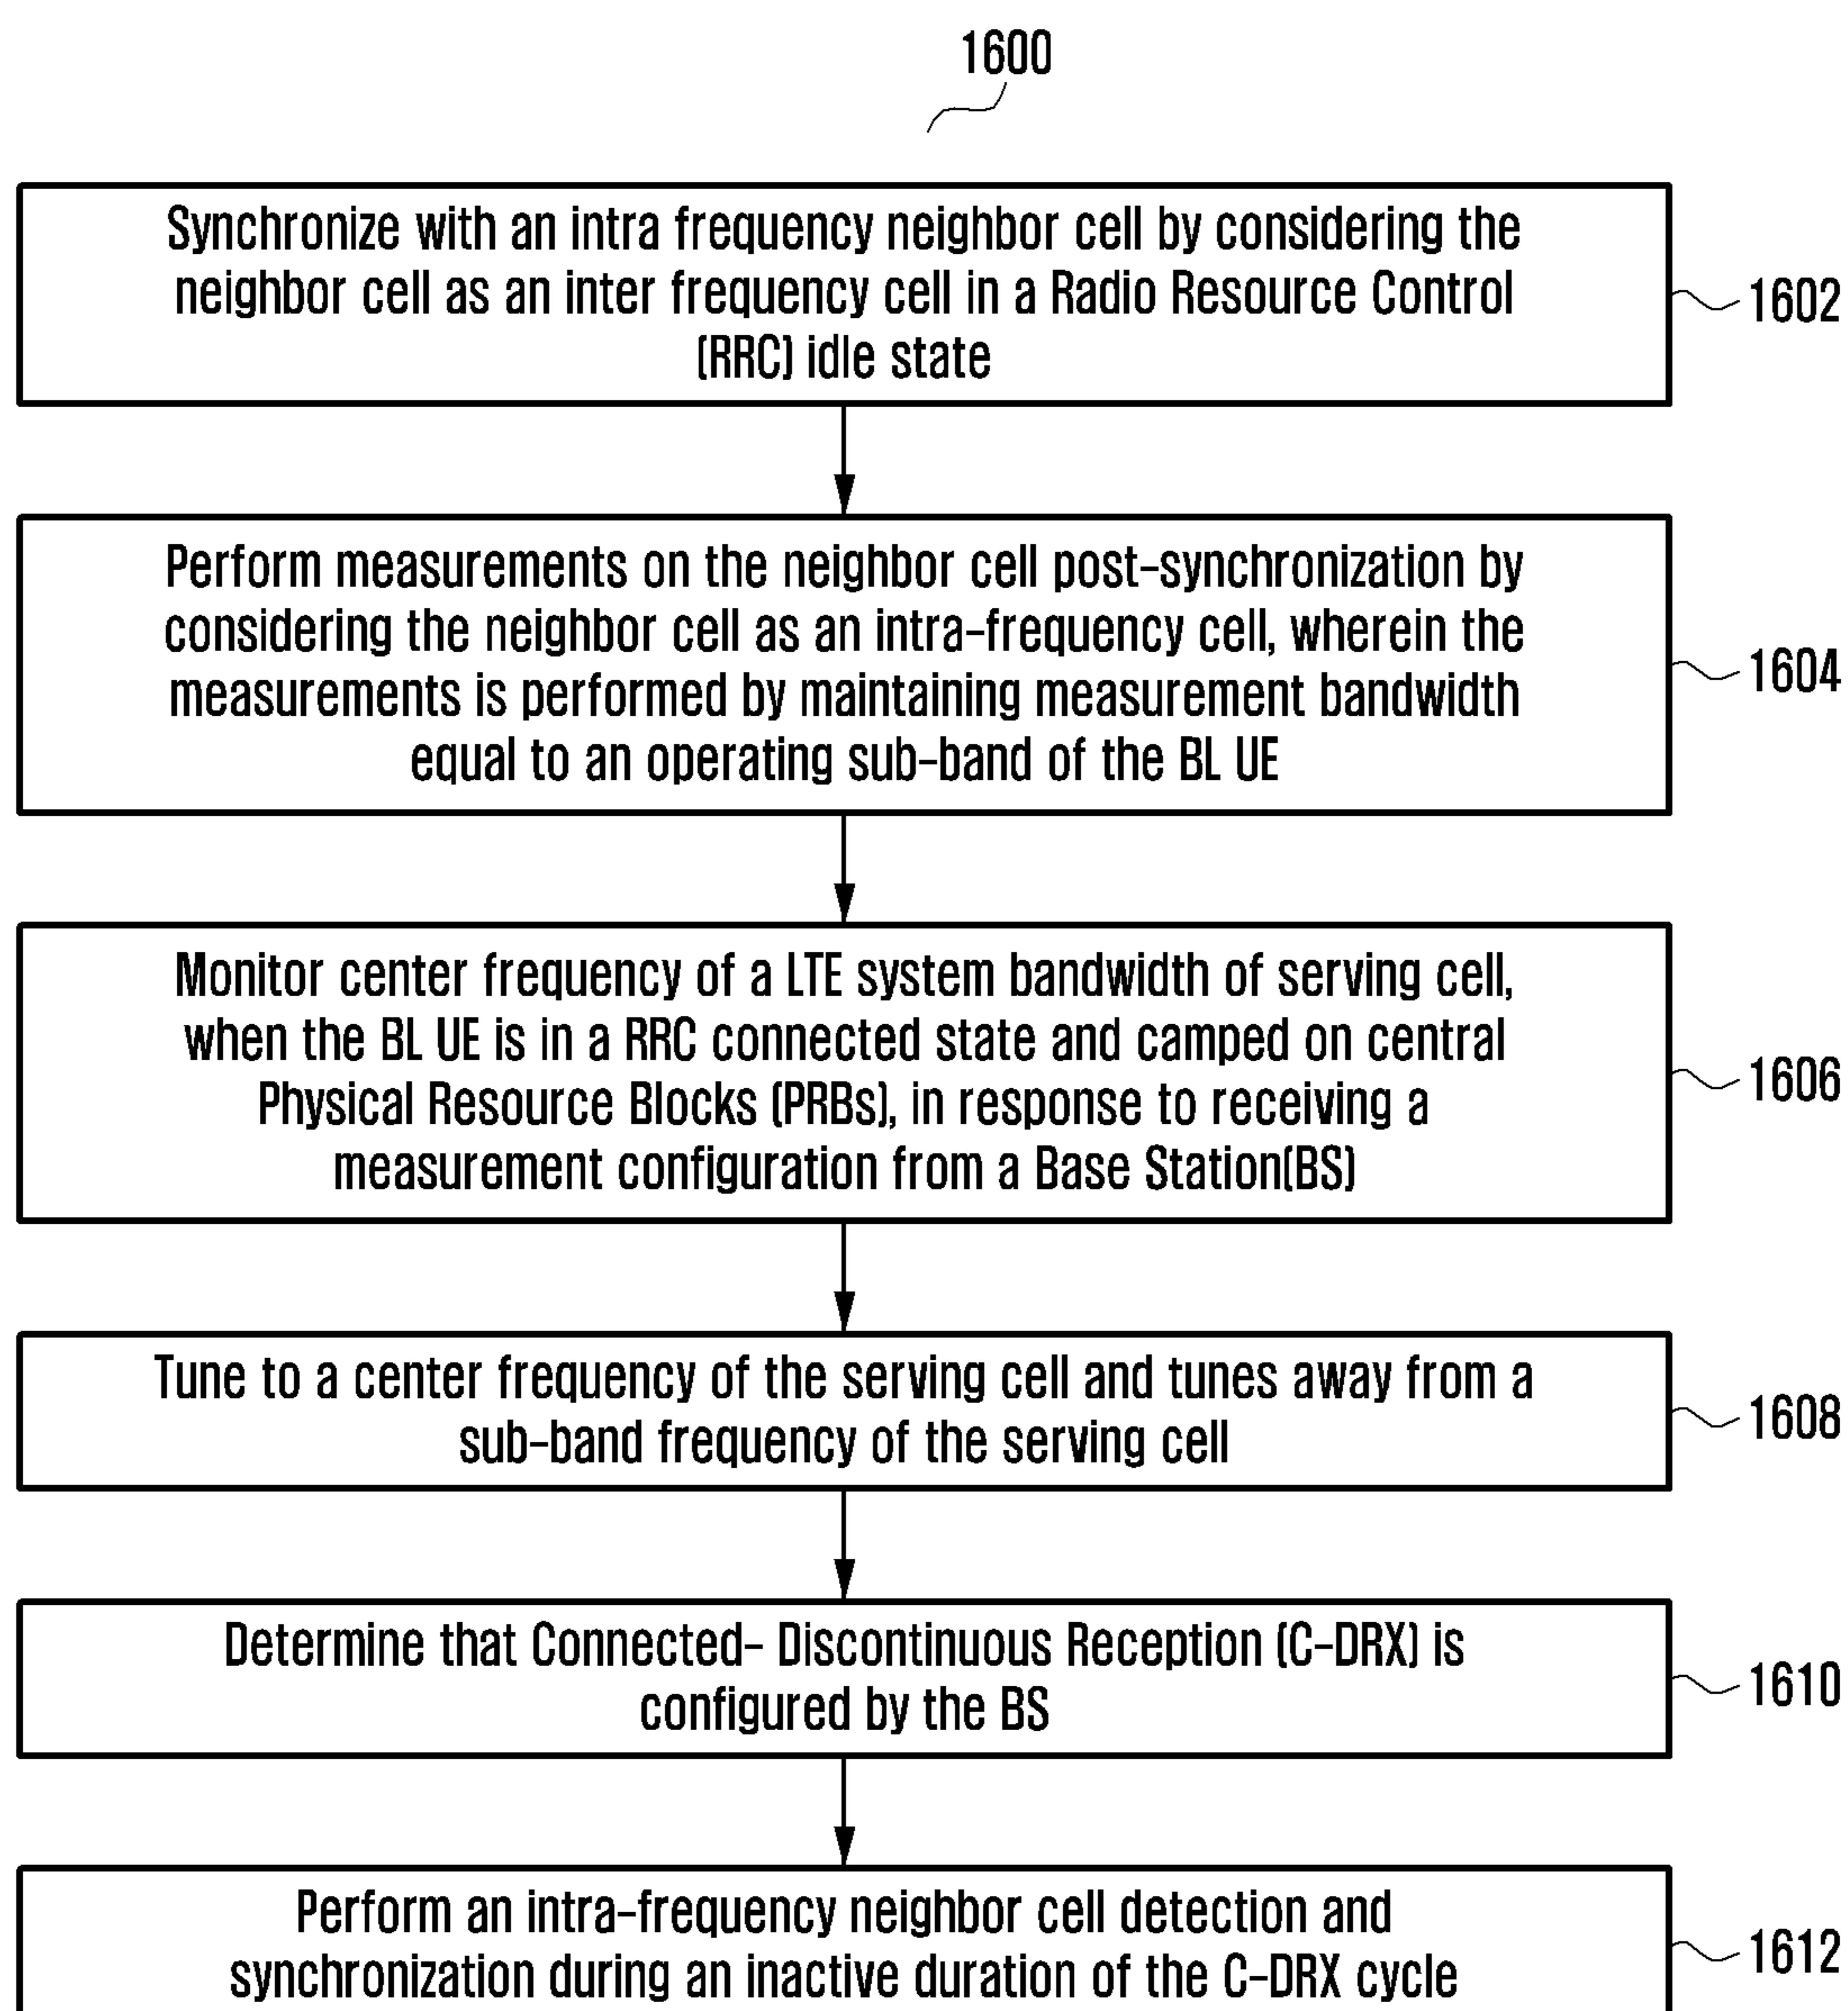 1600
Synchronize with an intra frequency neighbor cell by considering the
neighbor cell as an inter frequency cell in a Radio Resource Control
(RRC) idle state
1602
Perform measurements on the neighbor cell post-synchronization by
considering the neighbor cell as an intra-frequency cell, wherein the
measurements is performed by maintaining measurement bandwidth
equal to an operating sub-band of the BL UE
1604
Monitor center frequency of a LTE system bandwidth of serving cell,
when the BL UE is in a RRC connected state and camped on central
Physical Resource Blocks (PRBs), in response to receiving a
measurement configuration from a Base Station(BS)
1606
Tune to a center frequency of the serving cell and tunes away from a
sub-band frequency of the serving cell
1608
Determine that Connected- Discontinuous Reception (C-DRX) is
configured by the BS
1610
Perform an intra-frequency neighbor cell detection and
synchronization during an inactive duration of the C-DRX cycle
1612